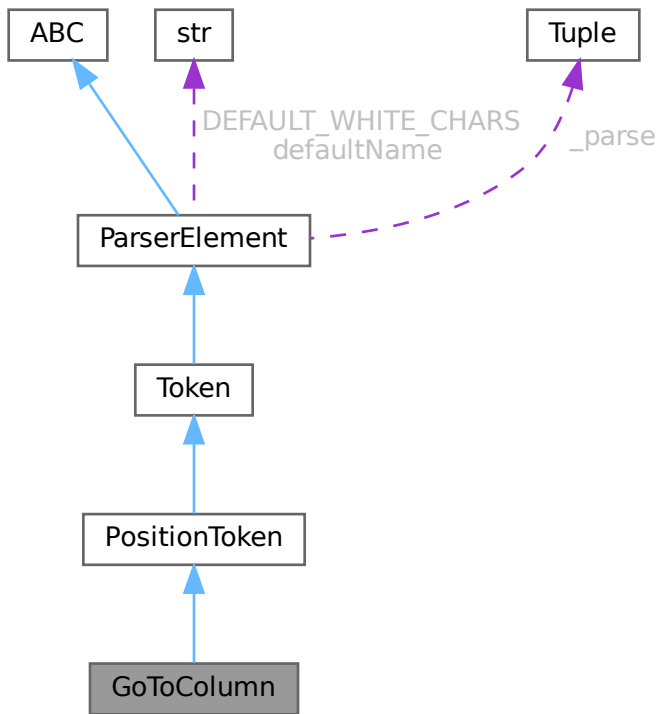 ABC
str
Tuple
DEFAULT_WHITE_CHARS
defaultName
_parse
ParserElement
Token
PositionToken
GoToColumn